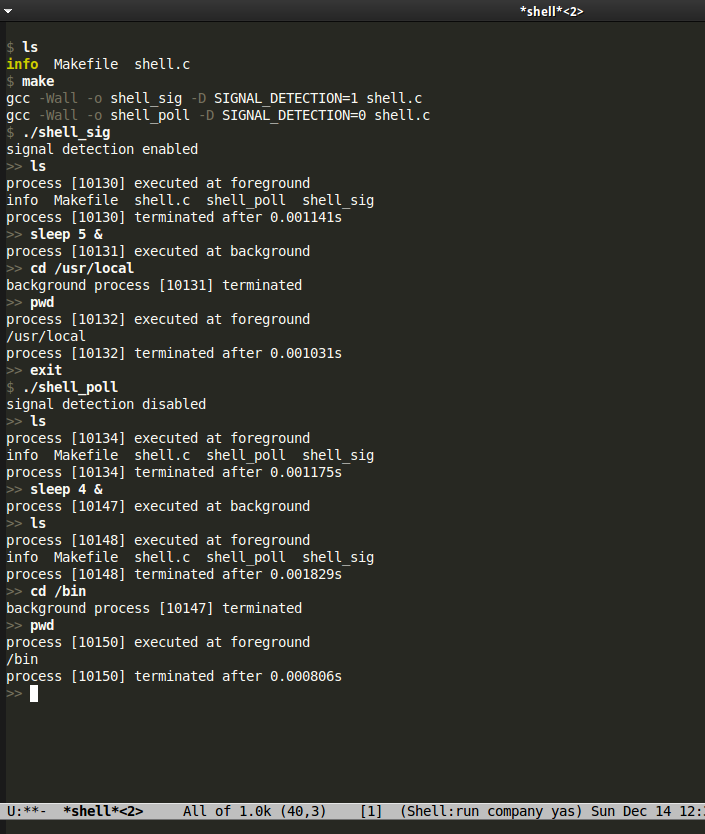 *shell*<2>
$ ls
info  Makefile  shell.c
$ make
gcc -Wall -o shell_sig -D SIGNAL_DETECTION=1 shell.c
gcc -Wall -o shell_poll -D SIGNAL_DETECTION=0 shell.c
$ ./shell_sig
signal detection enabled
>> ls
process [10130] executed at foreground
info  Makefile  shell.c  shell_poll  shell_sig
process [10130] terminated after 0.001141s
>> sleep 5 &
process [10131] executed at background
>> cd /usr/local
background process [10131] terminated
>> pwd
process [10132] executed at foreground
/usr/local
process [10132] terminated after 0.001031s
>> exit
$ ./shell_poll
signal detection disabled
>> ls
process [10134] executed at foreground
info  Makefile  shell.c  shell_poll  shell_sig
process [10134] terminated after 0.001175s
>> sleep 4 &
process [10147] executed at background
>> ls
process [10148] executed at foreground
info  Makefile  shell.c  shell_poll  shell_sig
process [10148] terminated after 0.001829s
>> cd /bin
background process [10147] terminated
>> pwd
process [10150] executed at foreground
/bin
process [10150] terminated after 0.000806s
>>
U:**-  *shell*<2>     All of 1.0k (40,3)    [1]  (Shell:run company yas) Sun Dec 14 12: